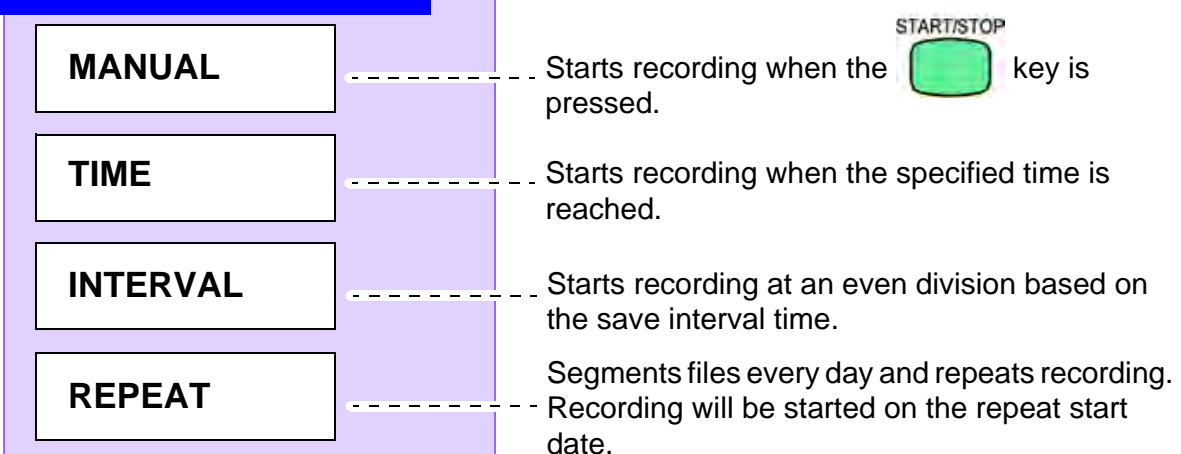 START/STOP
MANUAL
Starts recording when the key is
pressed.
TIME
Starts recording when the specified time is
reached.
INTERVAL
Starts recording at an even division based on
the save interval time.
REPEAT
Segments files every day and repeats recording.
Recording will be started on the repeat start
date.